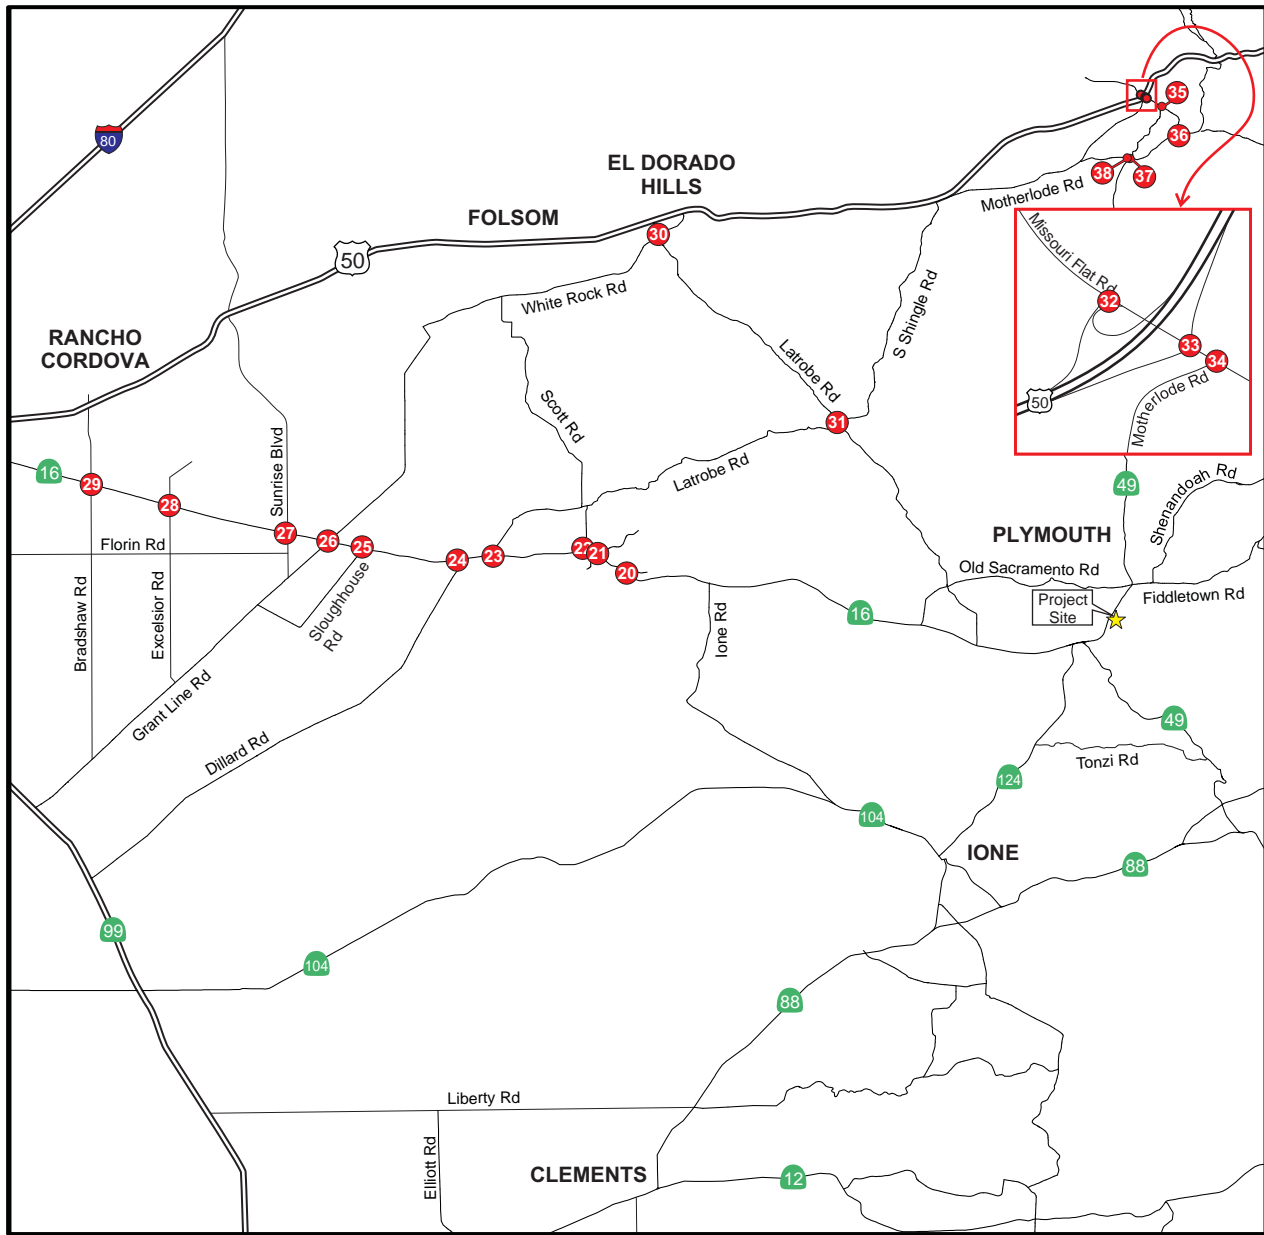 80
EL DORADO
HILLS
FOLSOM
50
RANCHO
CORDOVA
35
36
38
37
Motherlode Rd
30
White Rock Rd
Latrobe Rd
S Shingle Rd
Missouri Flat Rd
32
33
34
50
Motherlode Rd
31
Scott Rd
Latrobe Rd
Sunrise Blvd
16
29
28
27
26
25
24
23
22
21
20
Florin Rd
Bradshaw Rd
Excelsior Rd
Sloughhouse
Rd
Grant Line Rd
Dillard Rd
49
Shenandoah Rd
PLYMOUTH
Old Sacramento Rd
Fiddletown Rd
Project
Site
16
Ione Rd
49
Tonzi Rd
124
104
IONE
88
99
104
88
Liberty Rd
Elliott Rd
CLEMENTS
12